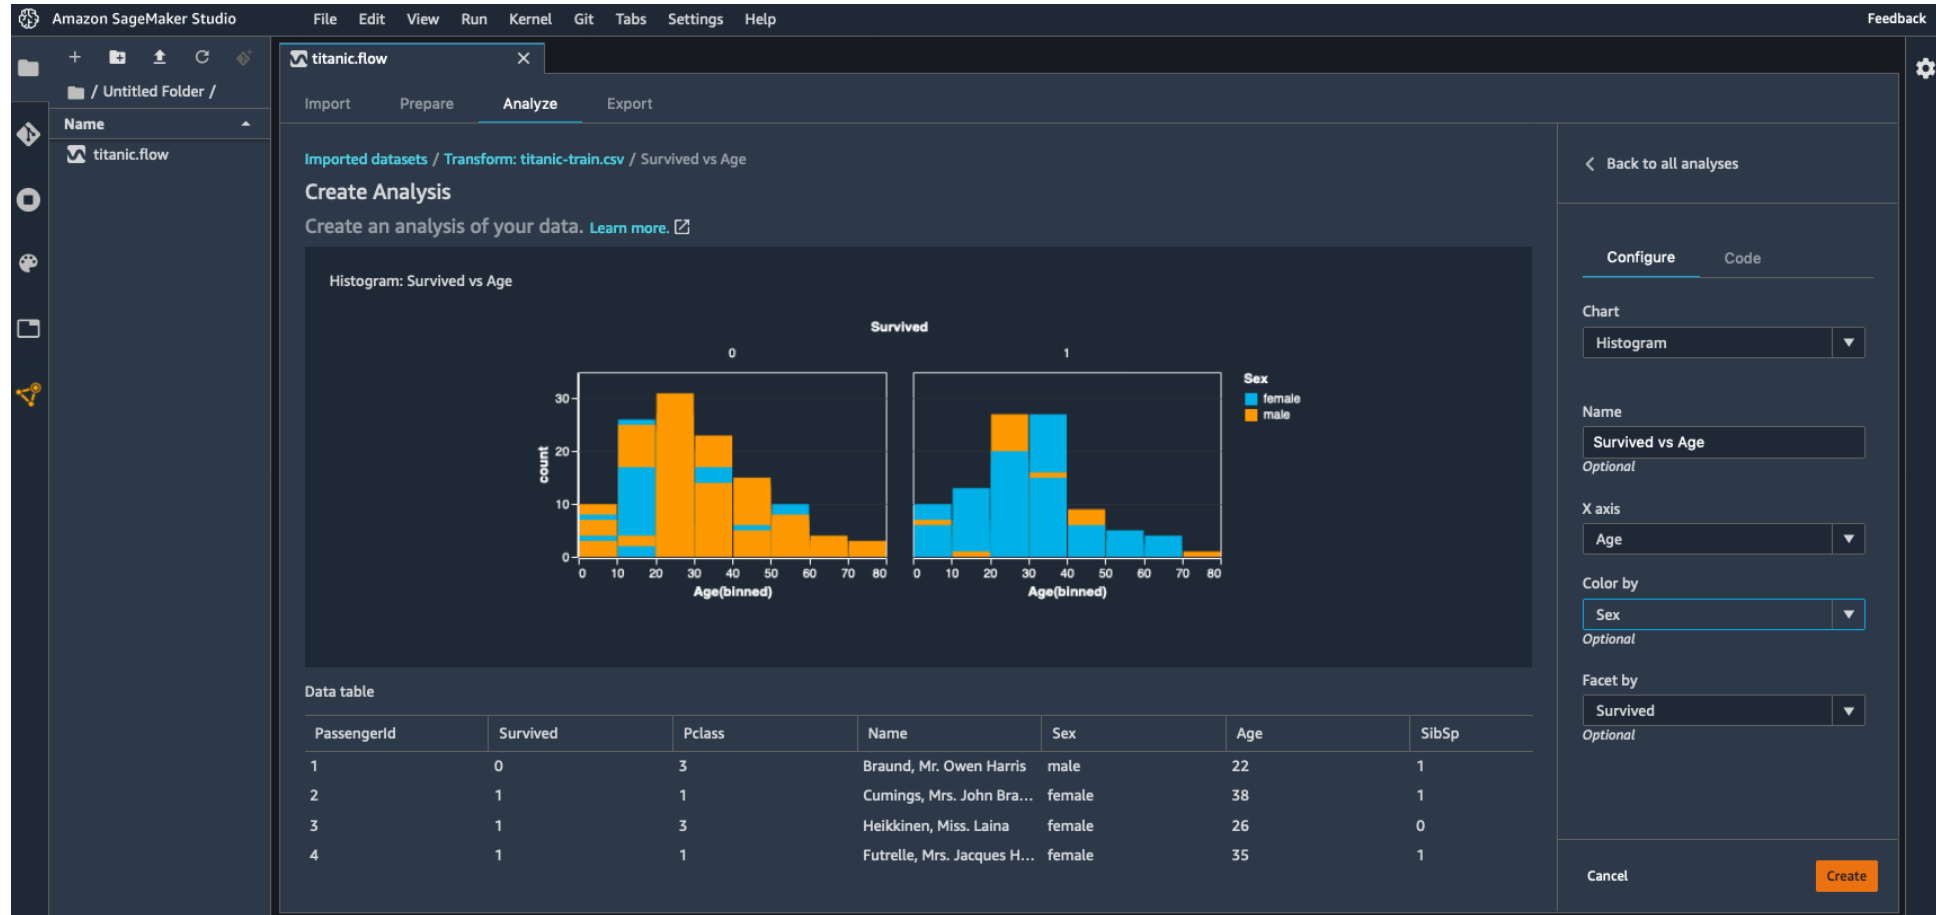 Amazon SageMaker Studio File Edit View Run Kernel Git Tabs Settings Help Feedback
/ Untitled Folder /
Name
titanic.flow
titanic.flow
Import Prepare Analyze Export
Imported datasets / Transform: titanic-train.csv / Survived vs Age
Create Analysis
Create an analysis of your data. Learn more.
Histogram: Survived vs Age
Survived
0 1
30
20
10
0
count
0 10 20 30 40 50 60 70 80
Age(binned)
0 10 20 30 40 50 60 70 80
Age(binned)
Sex
female
male
Data table
PassengerId Survived Pclass Name Sex Age SibSp
1 0 3 Braund, Mr. Owen Harris male 22 1
2 1 1 Cumings, Mrs. John Bra... female 38 1
3 1 3 Heikkinen, Miss. Laina female 26 0
4 1 1 Futrelle, Mrs. Jacques H... female 35 1
Back to all analyses
Configure Code
Chart
Histogram
Name
Survived vs Age
Optional
X axis
Age
Color by
Sex
Optional
Facet by
Survived
Optional
Cancel Create